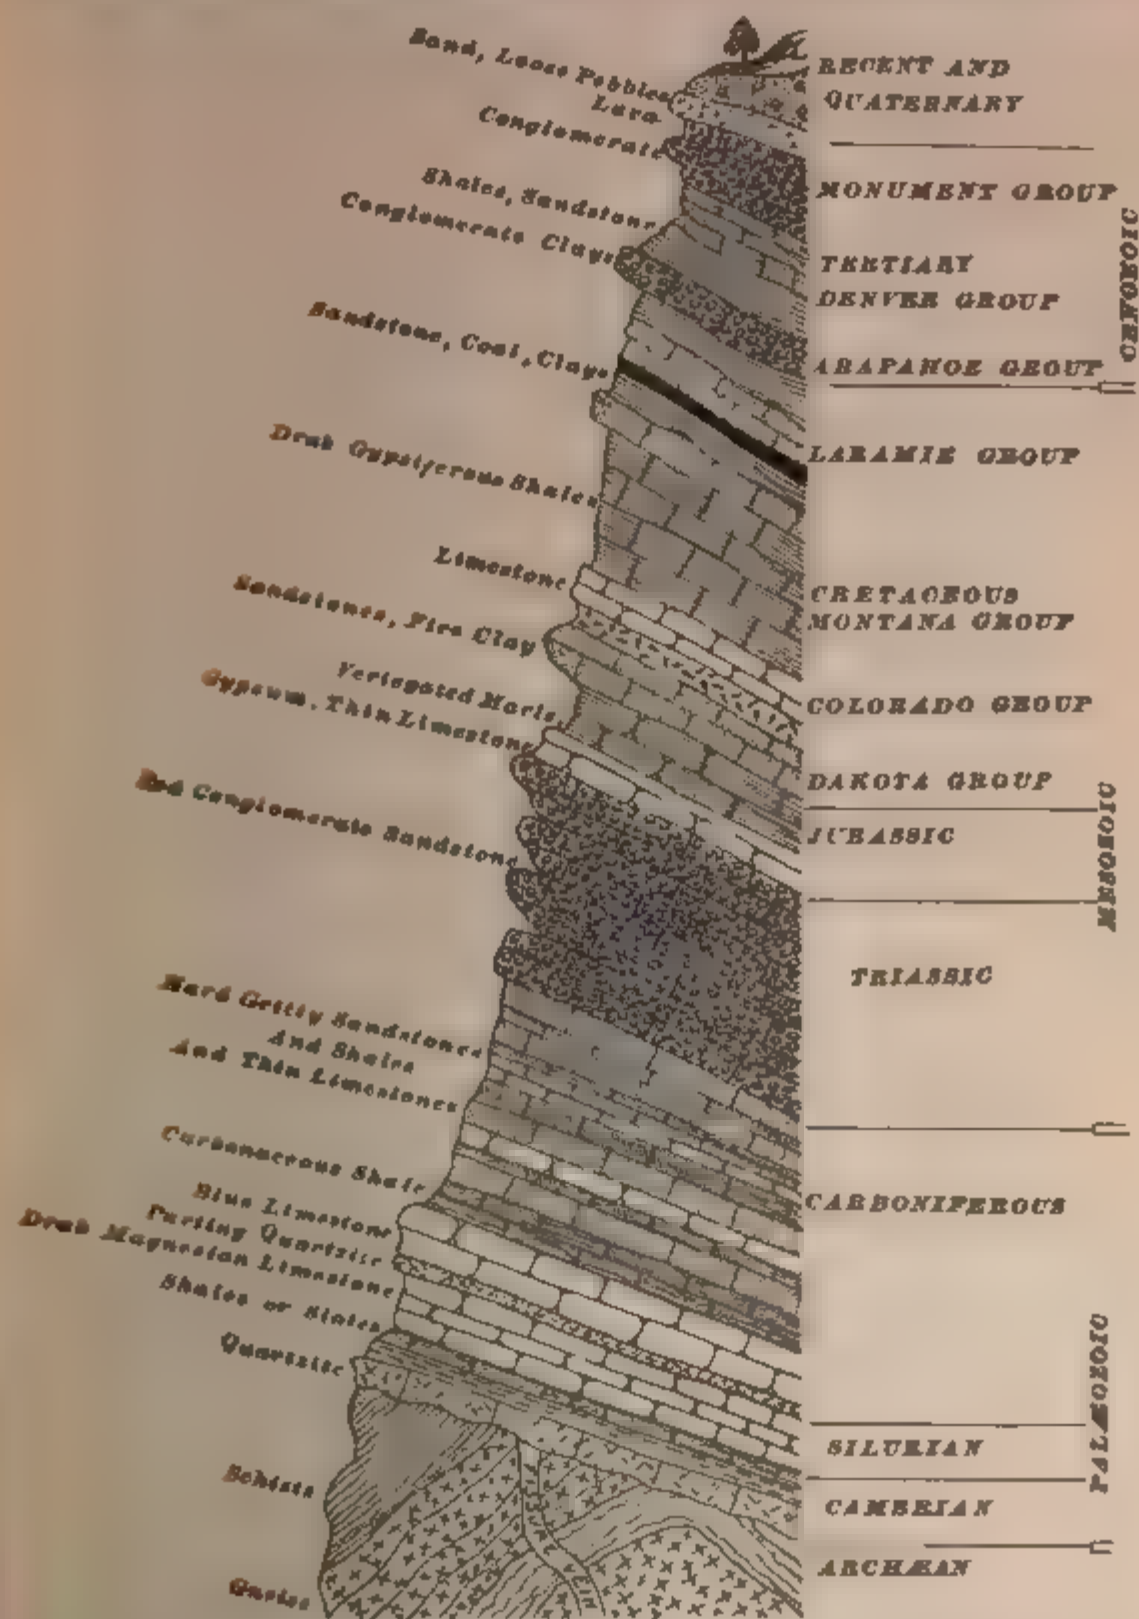 Sand, Loose Pebbles
Lava
Conglomerate
Shales, Sandstone
Conglomerate Clays
Sandstone, Coal, Clays
Drab Gypsiferous Shales
Limestone
Sandstones, Fire Clay
Variegated Marls
Gypsum, Thin Limestone
Red Conglomerate Sandstone
Hard Gritty Sandstones
And Shales
And Thin Limestones
Carbonaceous Shale
Blue Limestone
Parting Quartzite
Drab Magnesian Limestone
Shales or Slates
Quartzite
Schists
Gneiss
RECENT AND
QUATERNARY
MONUMENT GROUP
TERTIARY
DENVER GROUP
ARAPAHOE GROUP
LARAMIE GROUP
CRETACEOUS
MONTANA GROUP
COLORADO GROUP
DAKOTA GROUP
JURASSIC
TRIASSIC
CARBONIFEROUS
SILURIAN
CAMBRIAN
ARCHÆAN
CENOZOIC
MESOZOIC
PALÆOZOIC
VEIN